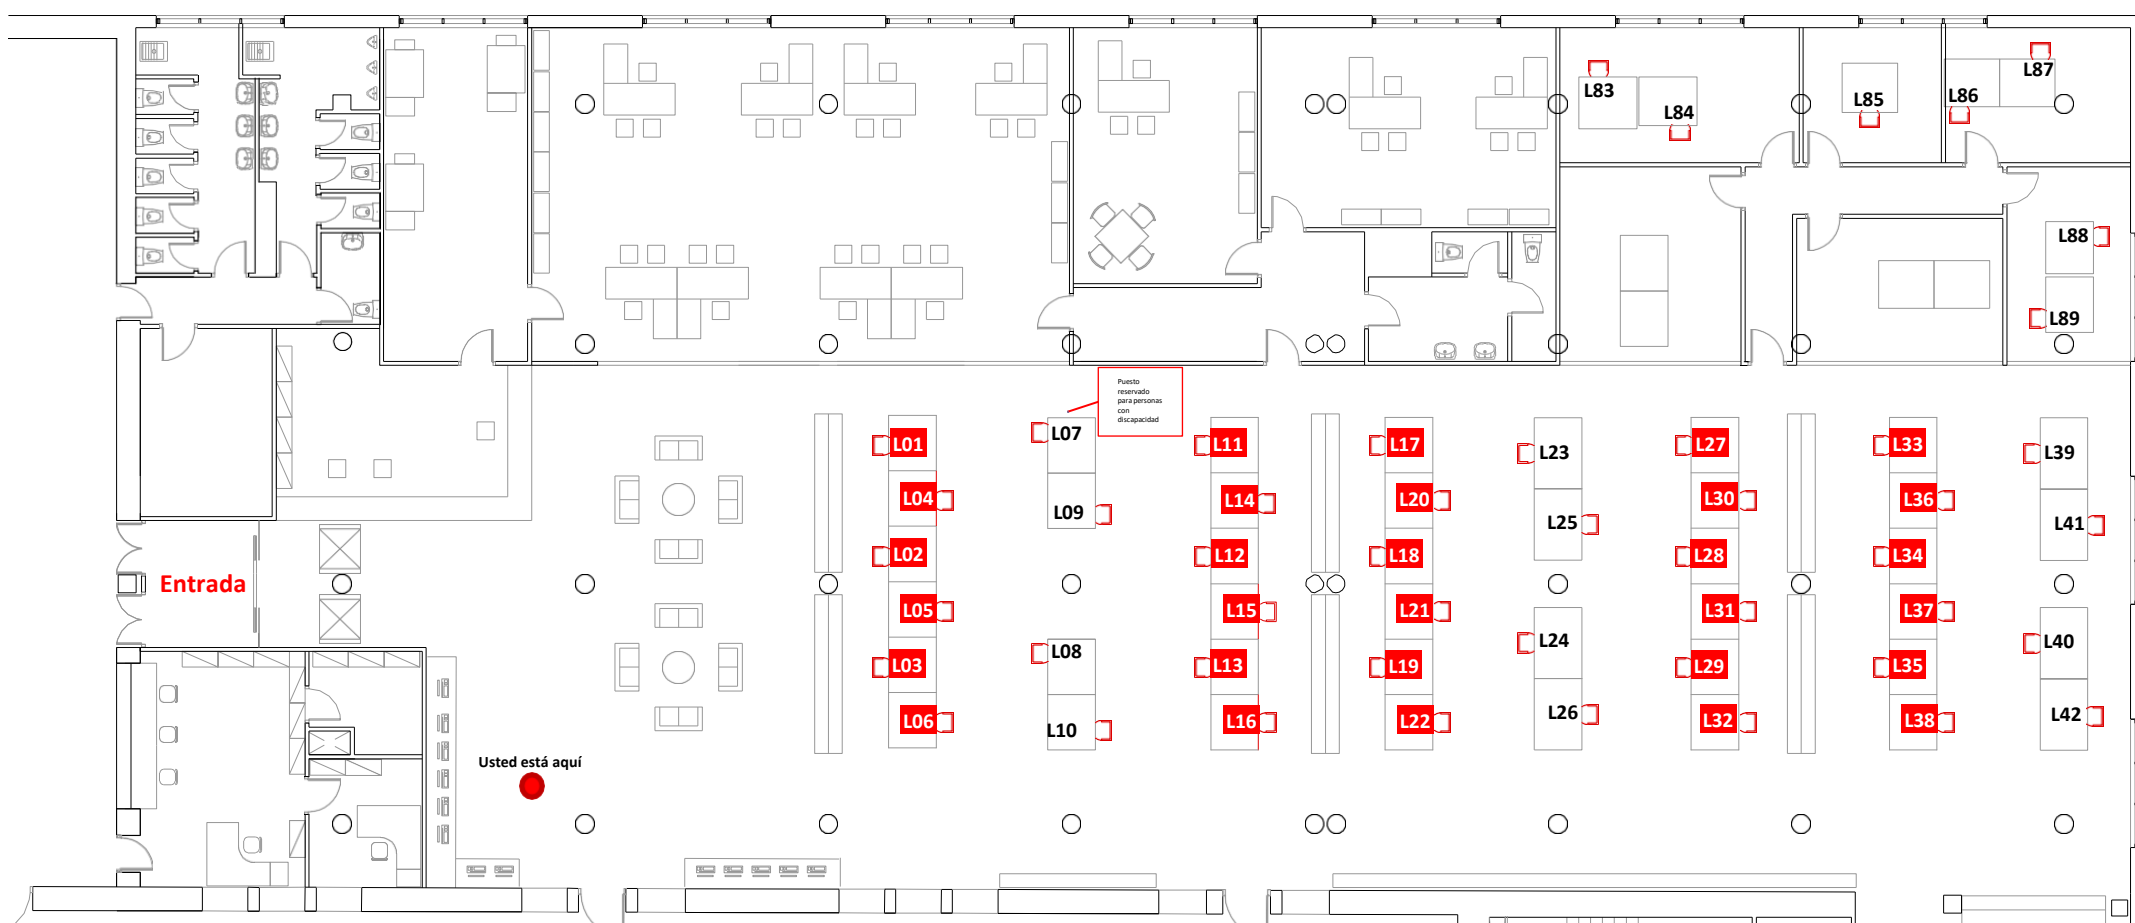 L87
L83
L85
L86
L84
L88
L89
Puesto
reservado
para personas
con
discapacidad
L01
L07
L11
L17
L23
L27
L33
L39
L04
L09
L14
L20
L25
L30
L36
L41
L02
L12
L18
L28
L34
Entrada
L05
L15
L21
L31
L37
L03
L08
L13
L19
L24
L29
L35
L40
L06
L10
L16
L22
L26
L32
L38
L42
Usted está aquí